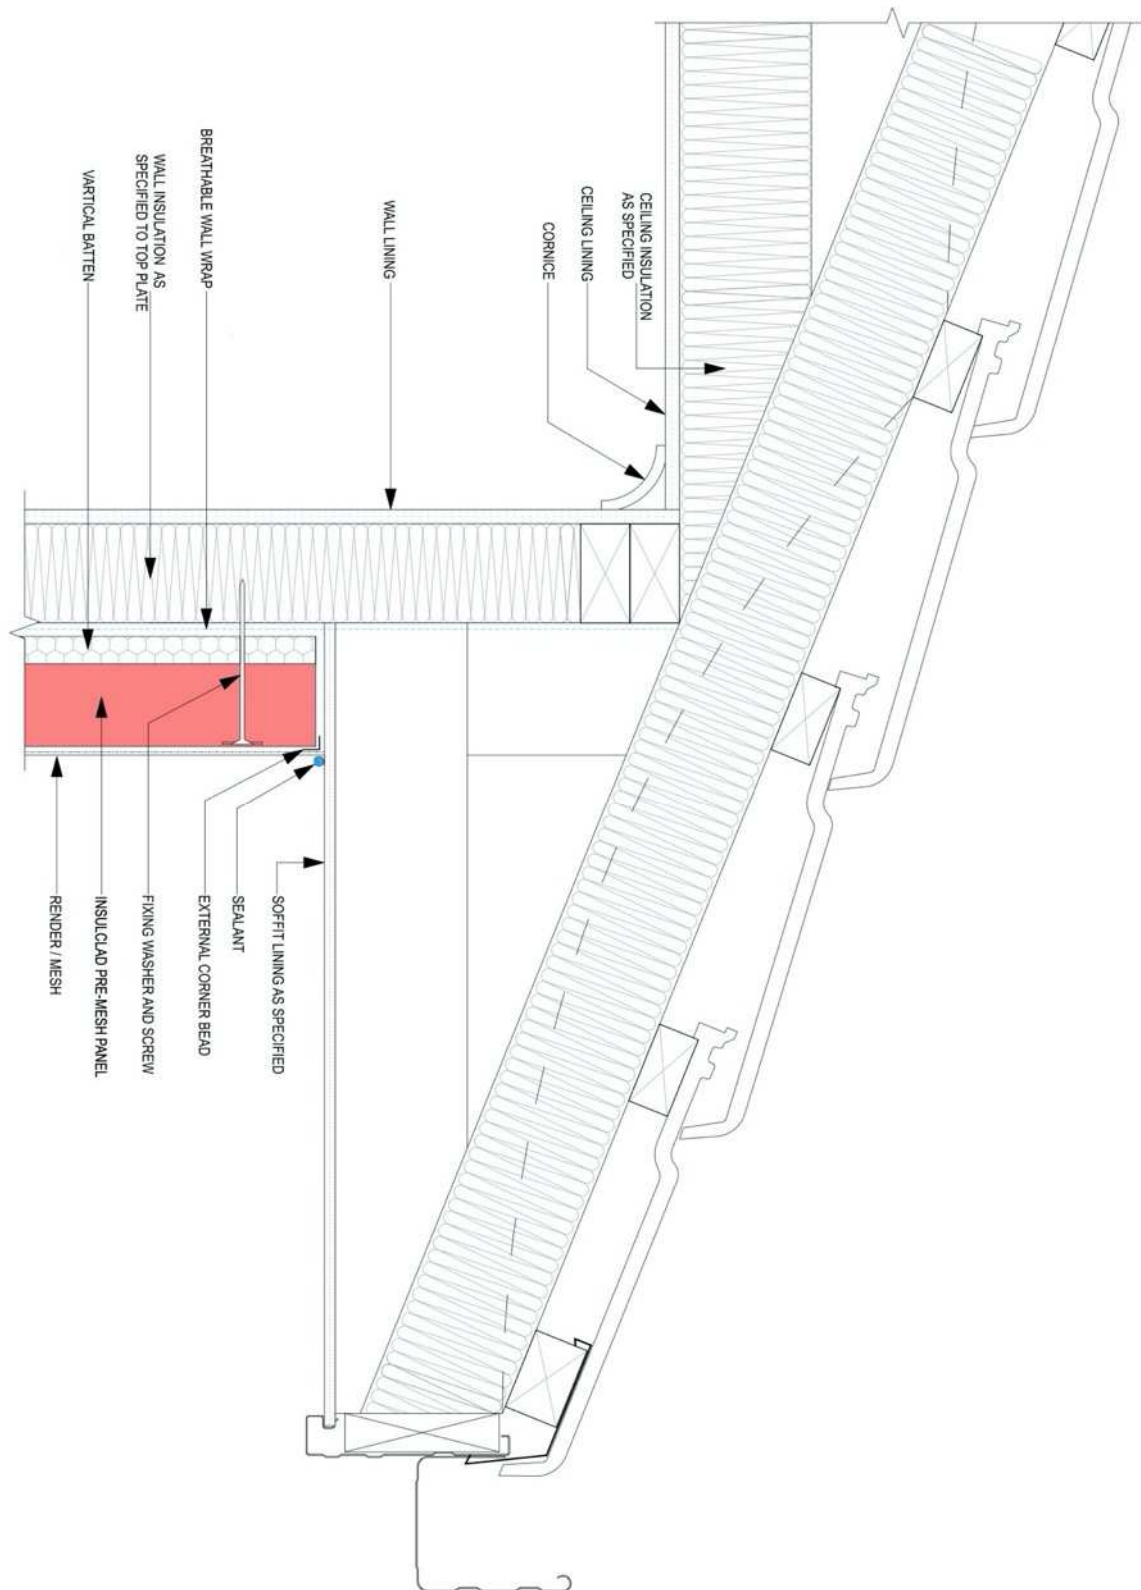 CEILING INSULATION
AS SPECIFIED
CEILING LINING
CORNICE
WALL LINING
BREATHABLE WALL WRAP
WALL INSULATION AS
SPECIFIED TO TOP PLATE
VARTICAL BATTEN
SOFFIT LINING AS SPECIFIED
SEALANT
EXTERNAL CORNER BEAD
FIXING WASHER AND SCREW
INSULCLAD PRE-MESH PANEL
RENDER / MESH